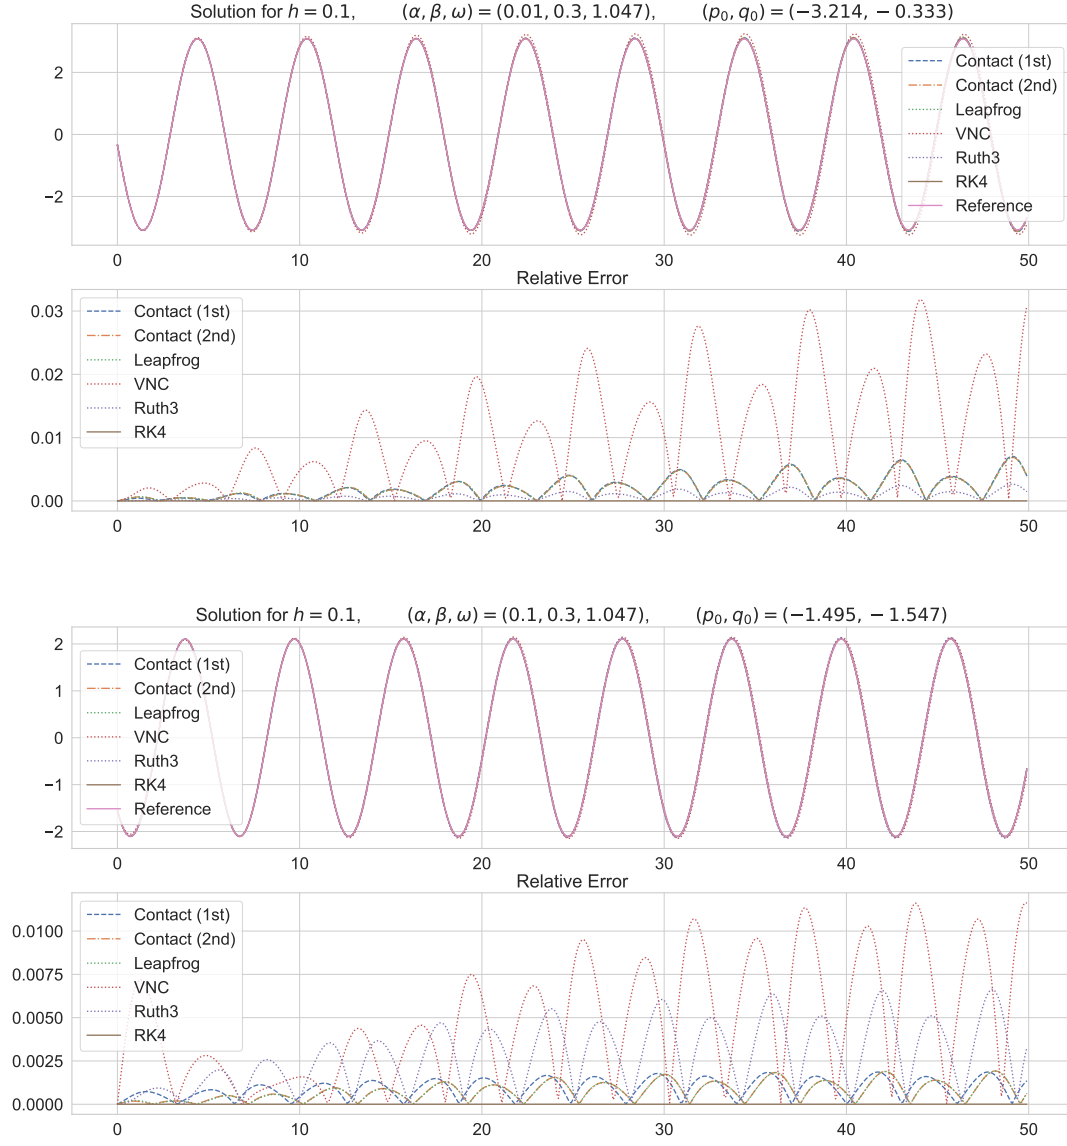 Solution for h = 0.1, (α, β, ω) = (0.01, 0.3, 1.047), (p₀, q₀) = (−3.214, −0.333)
2
0
−2
Contact (1st)
Contact (2nd)
Leapfrog
VNC
Ruth3
RK4
Reference
0 10 20 30 40 50
Relative Error
0.03
0.02
0.01
0.00
Contact (1st)
Contact (2nd)
Leapfrog
VNC
Ruth3
RK4
0 10 20 30 40 50
Solution for h = 0.1, (α, β, ω) = (0.1, 0.3, 1.047), (p₀, q₀) = (−1.495, −1.547)
2
1
0
−1
−2
Contact (1st)
Contact (2nd)
Leapfrog
VNC
Ruth3
RK4
Reference
0 10 20 30 40 50
Relative Error
0.0100
0.0075
0.0050
0.0025
0.0000
Contact (1st)
Contact (2nd)
Leapfrog
VNC
Ruth3
RK4
0 10 20 30 40 50